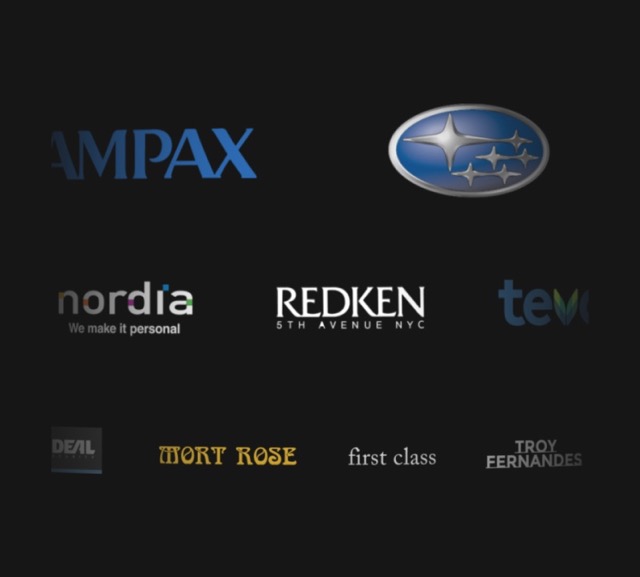 AMPAX
nordia
We make it personal
REDKEN
5TH AVENUE NYC
tev
DEAL
MORT ROSE
first class
TROY
FERNANDES